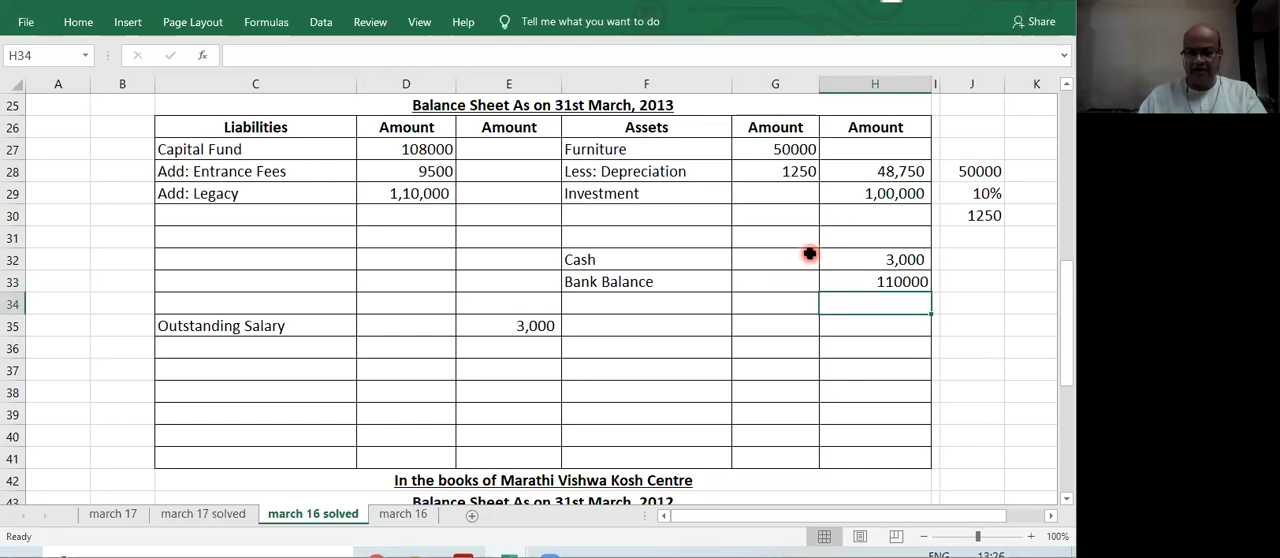 File Home Insert Page Layout Formulas Data Review View Help Tell me what you want to do Share
H34 fx
A B C D E F G H I J K
25 Balance Sheet As on 31st March, 2013
26 Liabilities Amount Amount Assets Amount Amount
27 Capital Fund 108000 Furniture 50000
28 Add: Entrance Fees 9500 Less: Depreciation 1250 48,750 50000
29 Add: Legacy 1,10,000 Investment 1,00,000 10%
30 1250
31
32 Cash 3,000
33 Bank Balance 110000
34
35 Outstanding Salary 3,000
36
37
38
39
40
41
42 In the books of Marathi Vishwa Kosh Centre
43 Balance Sheet As on 31st March, 2012
march 17 march 17 solved march 16 solved march 16
Ready 100%
ENG 13:26